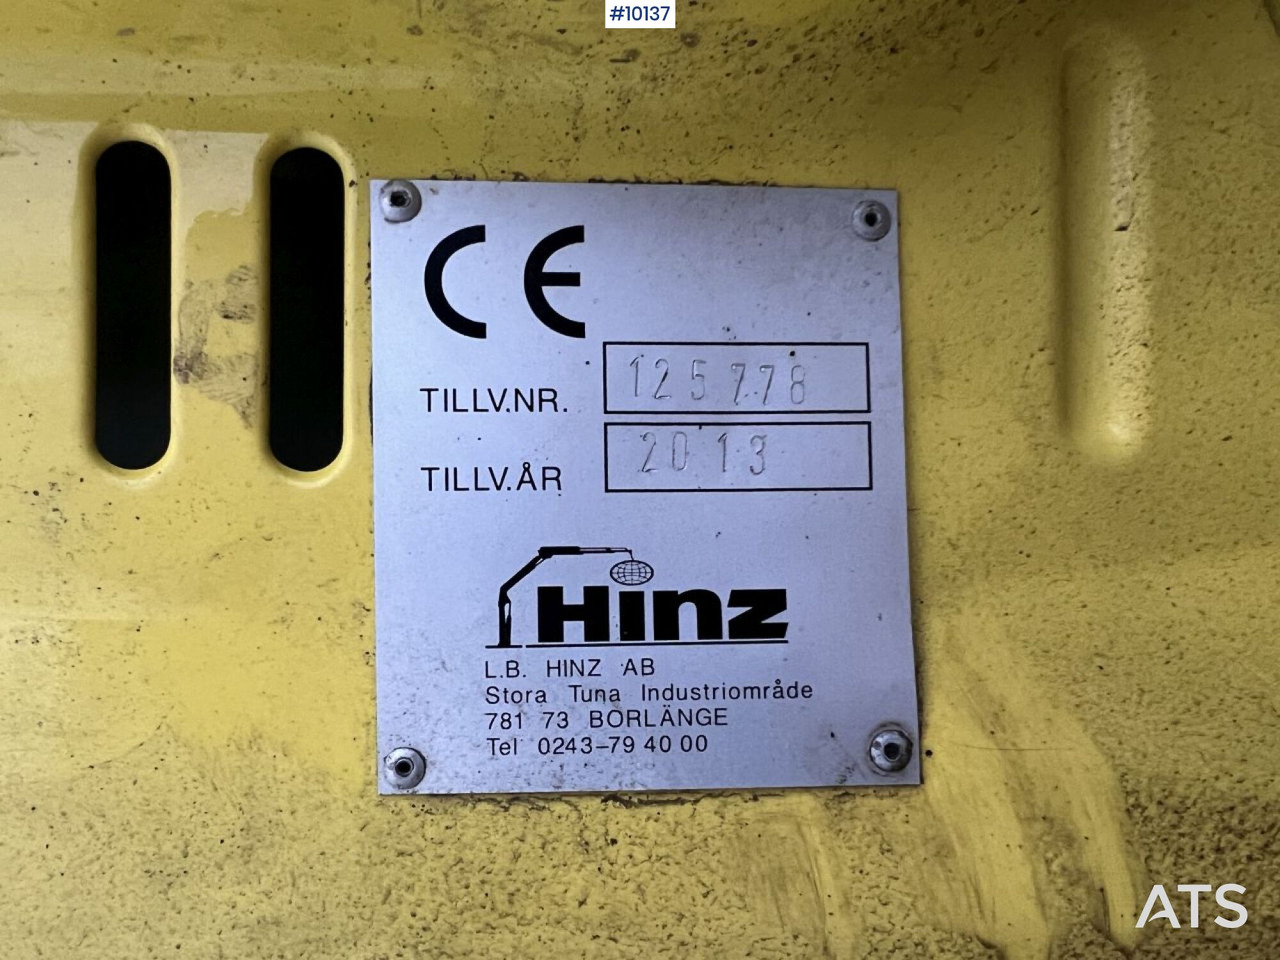 #10137
CE
TILLV.NR. 125778
TILLV.ÅR 2013
Hinz
L.B. HINZ AB
Stora Tuna Industriområde
781 73 BORLÄNGE
Tel 0243-79 40 00
ATS